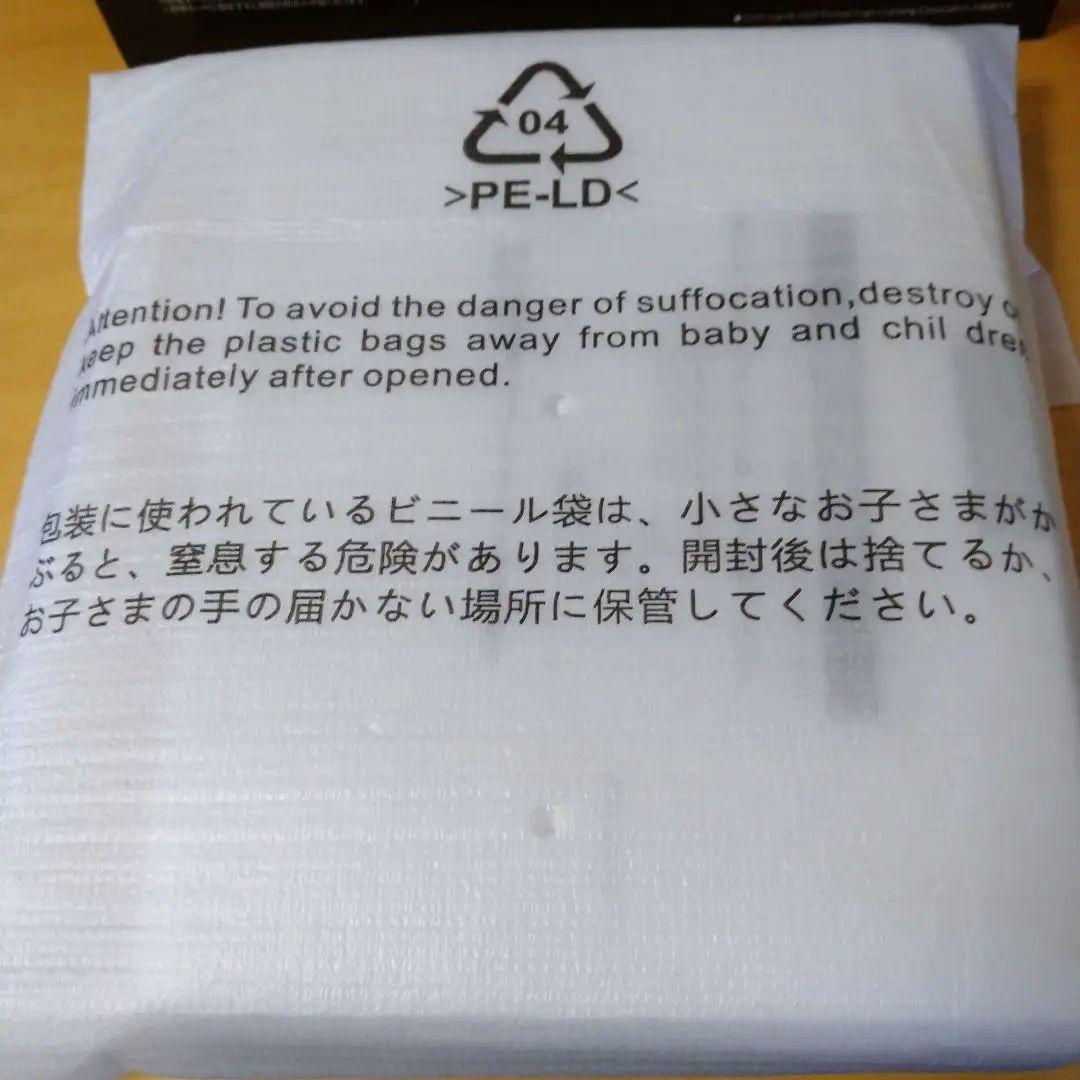 04
>PE-LD<
Attention! To avoid the danger of suffocation,destroy
keep the plastic bags away from baby and chil dren
immediately after opened.
包装に使われているビニール袋は、小さなお子さまがか
ぶると、窒息する危険があります。開封後は捨てるか、
お子さまの手の届かない場所に保管してください。